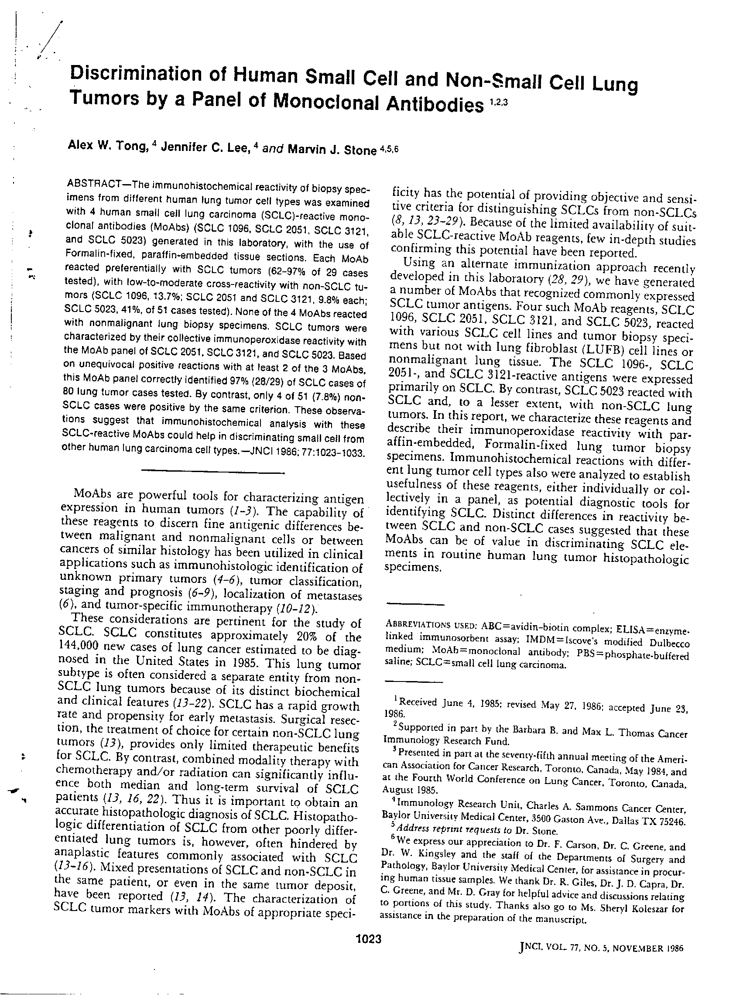 Discrimination of Human Small Cell and Non-Small Cell Lung
Tumors by a Panel of Monoclonal Antibodies 1,2,3
Alex W. Tong, 4 Jennifer C. Lee, 4 and Marvin J. Stone 4,5,6
ABSTRACT—The immunohistochemical reactivity of biopsy spec-
imens from different human lung tumor cell types was examined
with 4 human small cell lung carcinoma (SCLC)-reactive mono-
clonal antibodies (MoAbs) (SCLC 1096, SCLC 2051, SCLC 3121,
and SCLC 5023) generated in this laboratory, with the use of
Formalin-fixed, paraffin-embedded tissue sections. Each MoAb
reacted preferentially with SCLC tumors (62-97% of 29 cases
tested), with low-to-moderate cross-reactivity with non-SCLC tu-
mors (SCLC 1096, 13.7%; SCLC 2051 and SCLC 3121, 9.8% each;
SCLC 5023, 41%, of 51 cases tested). None of the 4 MoAbs reacted
with nonmalignant lung biopsy specimens. SCLC tumors were
characterized by their collective immunoperoxidase reactivity with
the MoAb panel of SCLC 2051, SCLC 3121, and SCLC 5023. Based
on unequivocal positive reactions with at least 2 of the 3 MoAbs,
this MoAb panel correctly identified 97% (28/29) of SCLC cases of
80 lung tumor cases tested. By contrast, only 4 of 51 (7.8%) non-
SCLC cases were positive by the same criterion. These observa-
tions suggest that immunohistochemical analysis with these
SCLC-reactive MoAbs could help in discriminating small cell from
other human lung carcinoma cell types.—JNCI 1986; 77:1023-1033.
MoAbs are powerful tools for characterizing antigen
expression in human tumors (1-3). The capability of
these reagents to discern fine antigenic differences be-
tween malignant and nonmalignant cells or between
cancers of similar histology has been utilized in clinical
applications such as immunohistologic identification of
unknown primary tumors (4-6), tumor classification,
staging and prognosis (6-9), localization of metastases
(6), and tumor-specific immunotherapy (10-12).
These considerations are pertinent for the study of
SCLC. SCLC constitutes approximately 20% of the
144,000 new cases of lung cancer estimated to be diag-
nosed in the United States in 1985. This lung tumor
subtype is often considered a separate entity from non-
SCLC lung tumors because of its distinct biochemical
and clinical features (13-22). SCLC has a rapid growth
rate and propensity for early metastasis. Surgical resec-
tion, the treatment of choice for certain non-SCLC lung
tumors (13), provides only limited therapeutic benefits
for SCLC. By contrast, combined modality therapy with
chemotherapy and/or radiation can significantly influ-
ence both median and long-term survival of SCLC
patients (13, 16, 22). Thus it is important to obtain an
accurate histopathologic diagnosis of SCLC. Histopatho-
logic differentiation of SCLC from other poorly differ-
entiated lung tumors is, however, often hindered by
anaplastic features commonly associated with SCLC
(13-16). Mixed presentations of SCLC and non-SCLC in
the same patient, or even in the same tumor deposit,
have been reported (13, 14). The characterization of
SCLC tumor markers with MoAbs of appropriate speci-
ficity has the potential of providing objective and sensi-
tive criteria for distinguishing SCLCs from non-SCLCs
(8, 13, 23-29). Because of the limited availability of suit-
able SCLC-reactive MoAb reagents, few in-depth studies
confirming this potential have been reported.
Using an alternate immunization approach recently
developed in this laboratory (28, 29), we have generated
a number of MoAbs that recognized commonly expressed
SCLC tumor antigens. Four such MoAb reagents, SCLC
1096, SCLC 2051, SCLC 3121, and SCLC 5023, reacted
with various SCLC cell lines and tumor biopsy speci-
mens but not with lung fibroblast (LUFB) cell lines or
nonmalignant lung tissue. The SCLC 1096-, SCLC
2051-, and SCLC 3121-reactive antigens were expressed
primarily on SCLC. By contrast, SCLC 5023 reacted with
SCLC and, to a lesser extent, with non-SCLC lung
tumors. In this report, we characterize these reagents and
describe their immunoperoxidase reactivity with par-
affin-embedded, Formalin-fixed lung tumor biopsy
specimens. Immunohistochemical reactions with differ-
ent lung tumor cell types also were analyzed to establish
usefulness of these reagents, either individually or col-
lectively in a panel, as potential diagnostic tools for
identifying SCLC. Distinct differences in reactivity be-
tween SCLC and non-SCLC cases suggested that these
MoAbs can be of value in discriminating SCLC ele-
ments in routine human lung tumor histopathologic
specimens.
ABBREVIATIONS USED: ABC=avidin-biotin complex; ELISA=enzyme-
linked immunosorbent assay; IMDM=Iscove's modified Dulbecco
medium; MoAb=monoclonal antibody; PBS=phosphate-buffered
saline; SCLC=small cell lung carcinoma.
1 Received June 4, 1985; revised May 27, 1986; accepted June 23,
1986.
2 Supported in part by the Barbara B. and Max L. Thomas Cancer
Immunology Research Fund.
3 Presented in part at the seventy-fifth annual meeting of the Ameri-
can Association for Cancer Research, Toronto, Canada, May 1984, and
at the Fourth World Conference on Lung Cancer, Toronto, Canada,
August 1985.
4 Immunology Research Unit, Charles A. Sammons Cancer Center,
Baylor University Medical Center, 3500 Gaston Ave., Dallas TX 75246.
5 Address reprint requests to Dr. Stone.
6 We express our appreciation to Dr. F. Carson, Dr. C. Greene, and
Dr. W. Kingsley and the staff of the Departments of Surgery and
Pathology, Baylor University Medical Center, for assistance in procur-
ing human tissue samples. We thank Dr. R. Giles, Dr. J. D. Capra, Dr.
C. Greene, and Mr. D. Gray for helpful advice and discussions relating
to portions of this study. Thanks also go to Ms. Sheryl Koleszar for
assistance in the preparation of the manuscript.
1023
JNCI, VOL. 77, NO. 5, NOVEMBER 1986